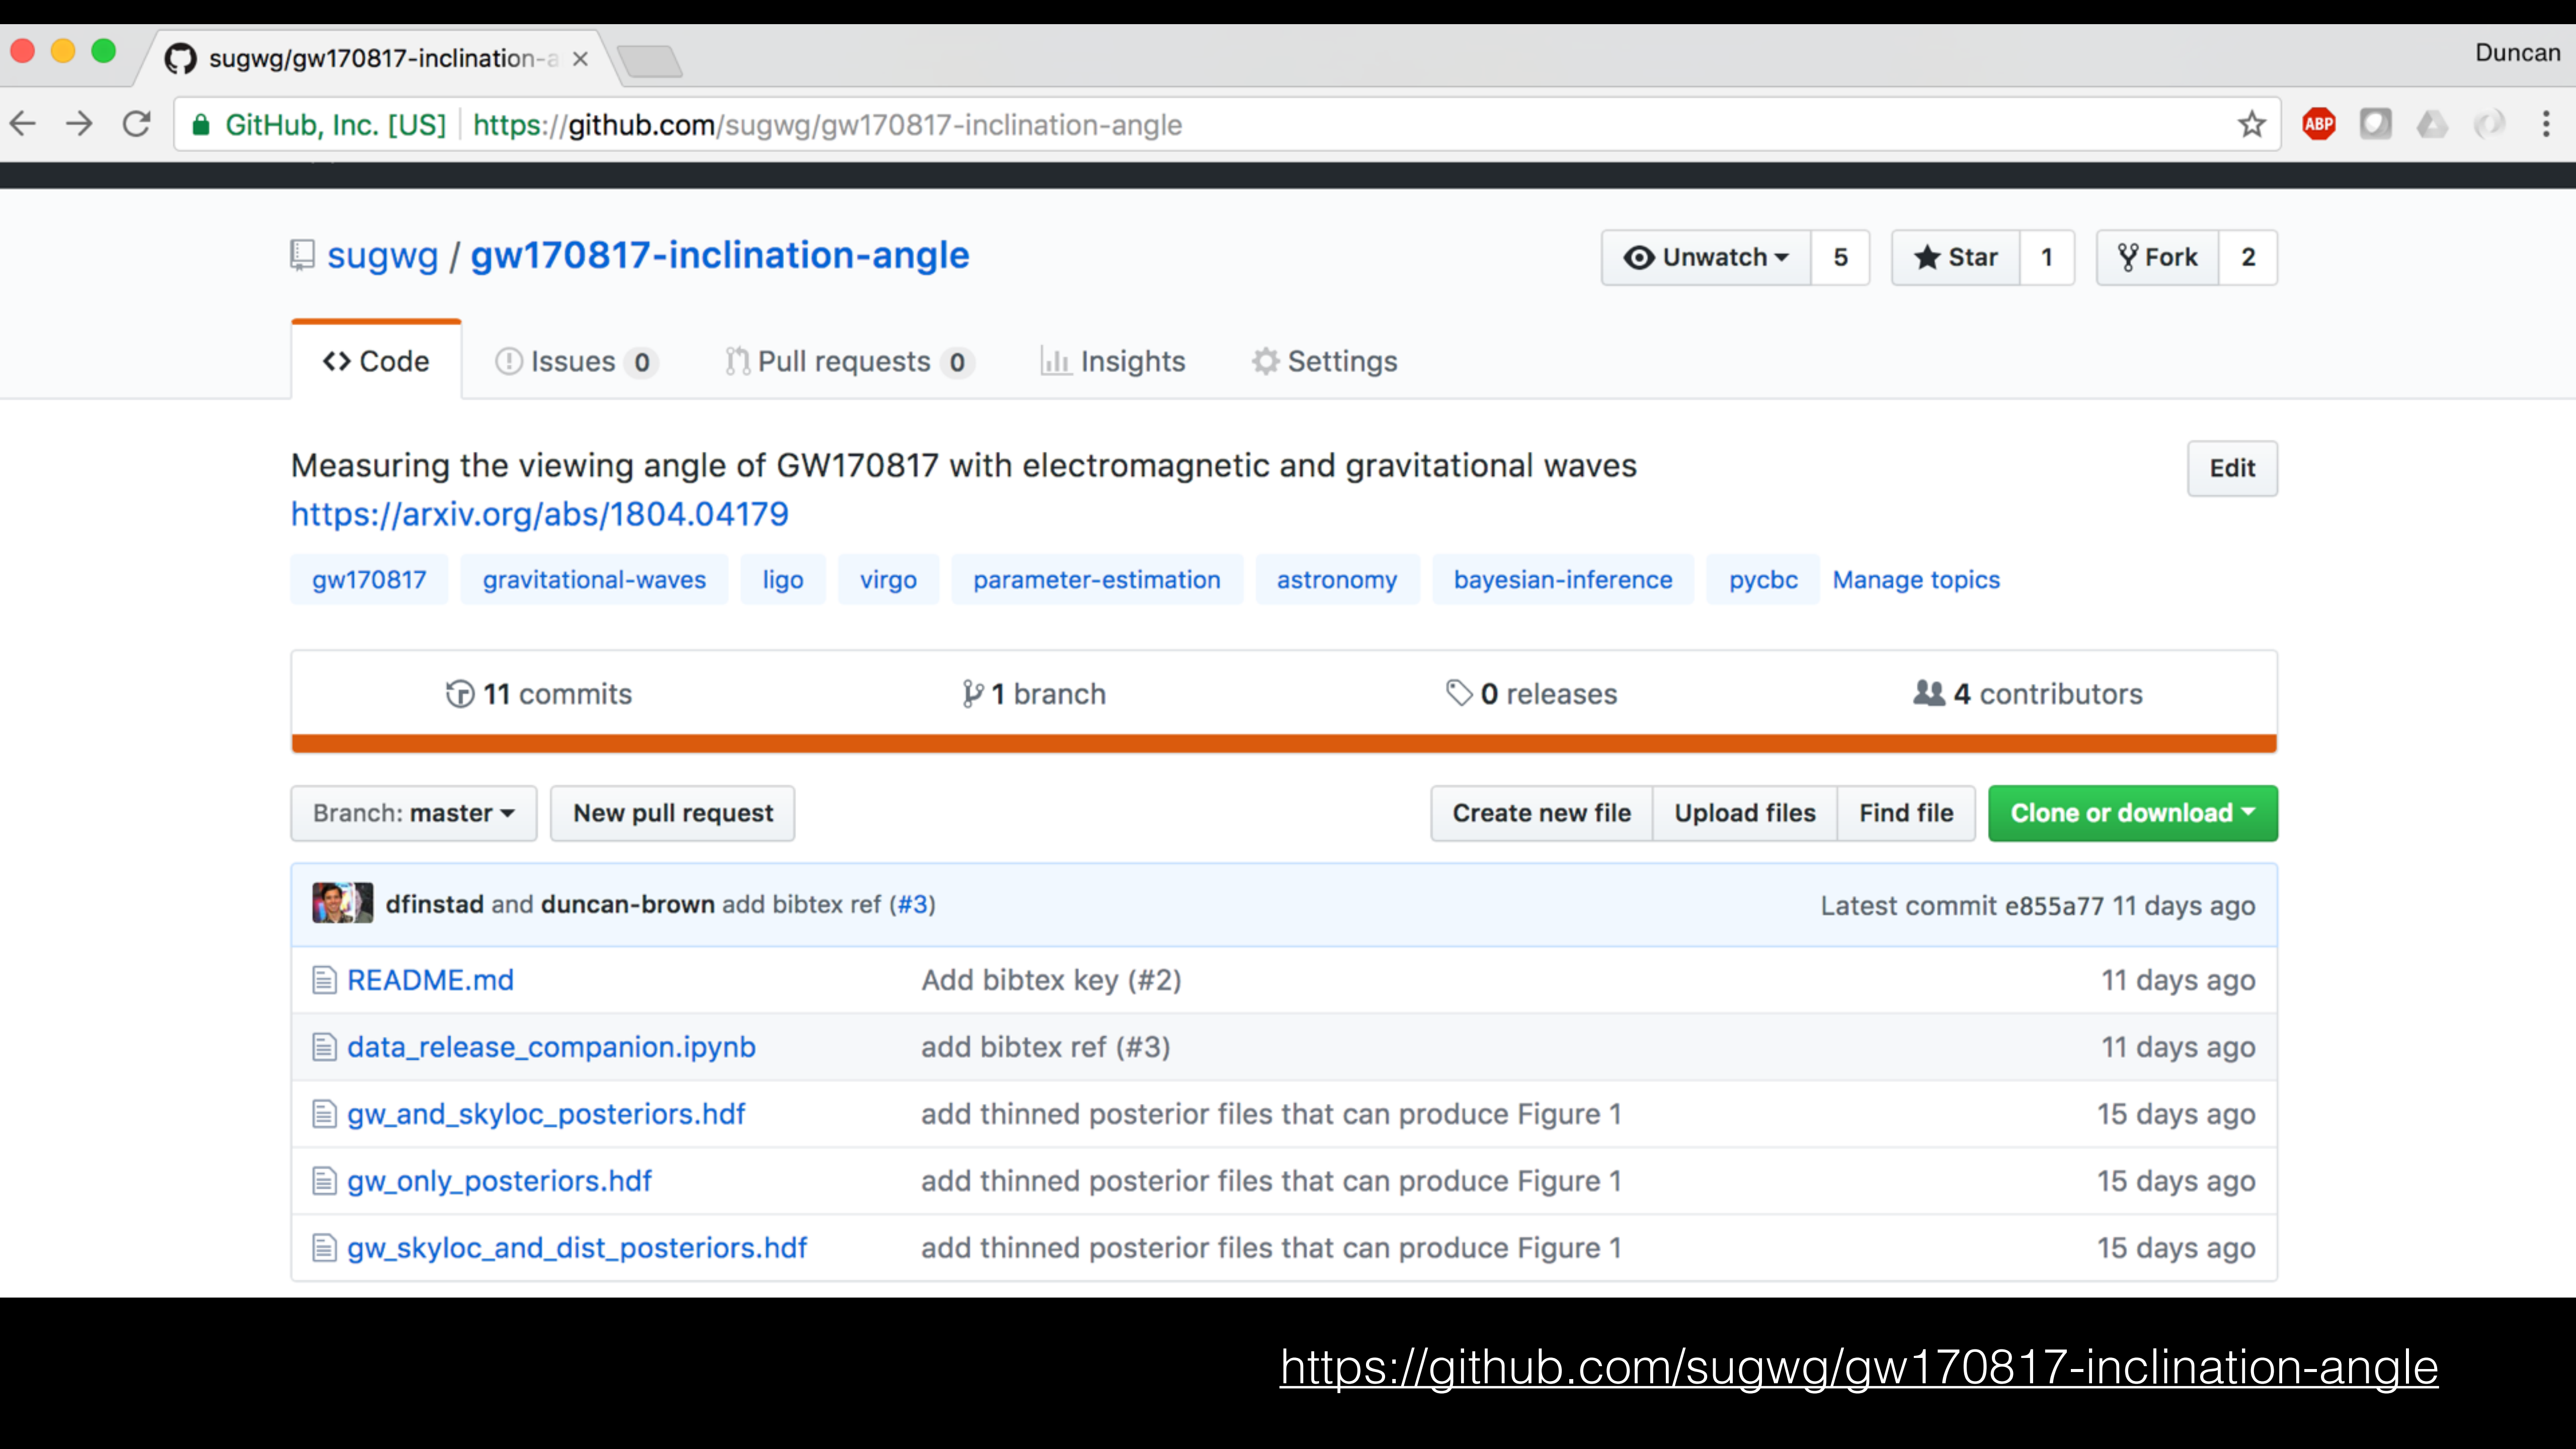 sugwg/gw170817-inclination-a
Duncan
GitHub, Inc. [US] https://github.com/sugwg/gw170817-inclination-angle
ABP
sugwg / gw170817-inclination-angle
Unwatch 5 Star 1 Fork 2
Code Issues 0 Pull requests 0 Insights Settings
Measuring the viewing angle of GW170817 with electromagnetic and gravitational waves
Edit
https://arxiv.org/abs/1804.04179
gw170817 gravitational-waves ligo virgo parameter-estimation astronomy bayesian-inference pycbc Manage topics
11 commits 1 branch 0 releases 4 contributors
Branch: master New pull request Create new file Upload files Find file Clone or download
dfinstad and duncan-brown add bibtex ref (#3) Latest commit e855a77 11 days ago
README.md Add bibtex key (#2) 11 days ago
data_release_companion.ipynb add bibtex ref (#3) 11 days ago
gw_and_skyloc_posteriors.hdf add thinned posterior files that can produce Figure 1 15 days ago
gw_only_posteriors.hdf add thinned posterior files that can produce Figure 1 15 days ago
gw_skyloc_and_dist_posteriors.hdf add thinned posterior files that can produce Figure 1 15 days ago
https://github.com/sugwg/gw170817-inclination-angle